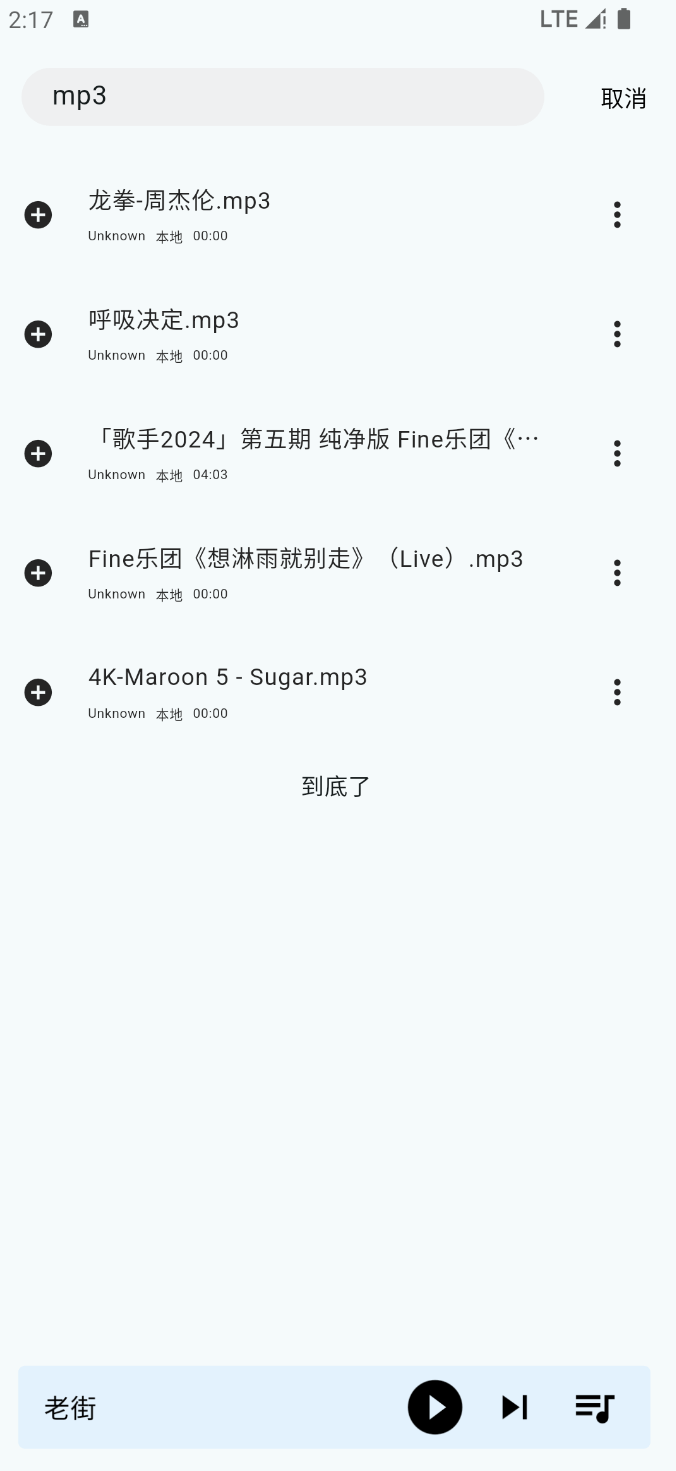 2:17 A LTE
mp3 取消
龙拳-周杰伦.mp3
Unknown 本地 00:00
呼吸决定.mp3
Unknown 本地 00:00
「歌手2024」第五期 纯净版 Fine乐团《…
Unknown 本地 04:03
Fine乐团《想淋雨就别走》（Live）.mp3
Unknown 本地 00:00
4K-Maroon 5 - Sugar.mp3
Unknown 本地 00:00
到底了
老街